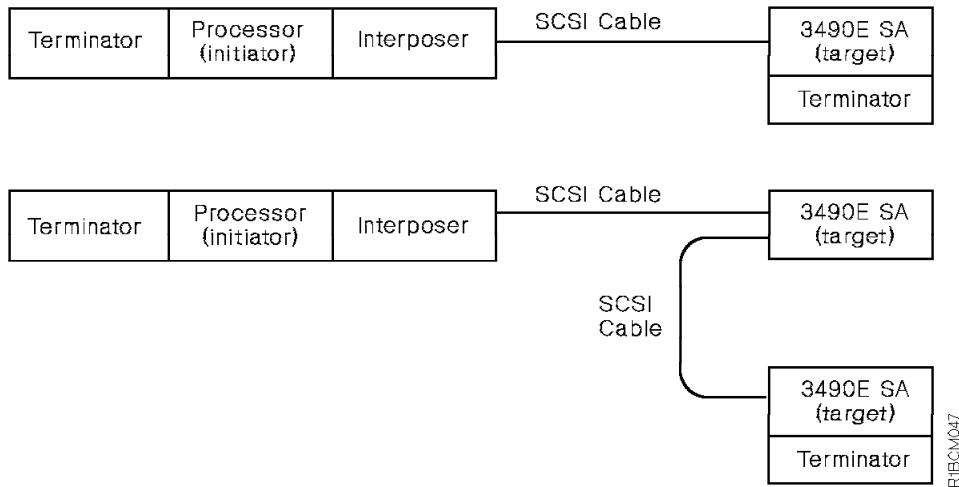 Terminator
Processor
(initiator)
Interposer
SCSI Cable
3490E SA
(target)
Terminator
Terminator
Processor
(initiator)
Interposer
SCSI Cable
3490E SA
(target)
SCSI
Cable
3490E SA
(target)
Terminator
R1BCM047